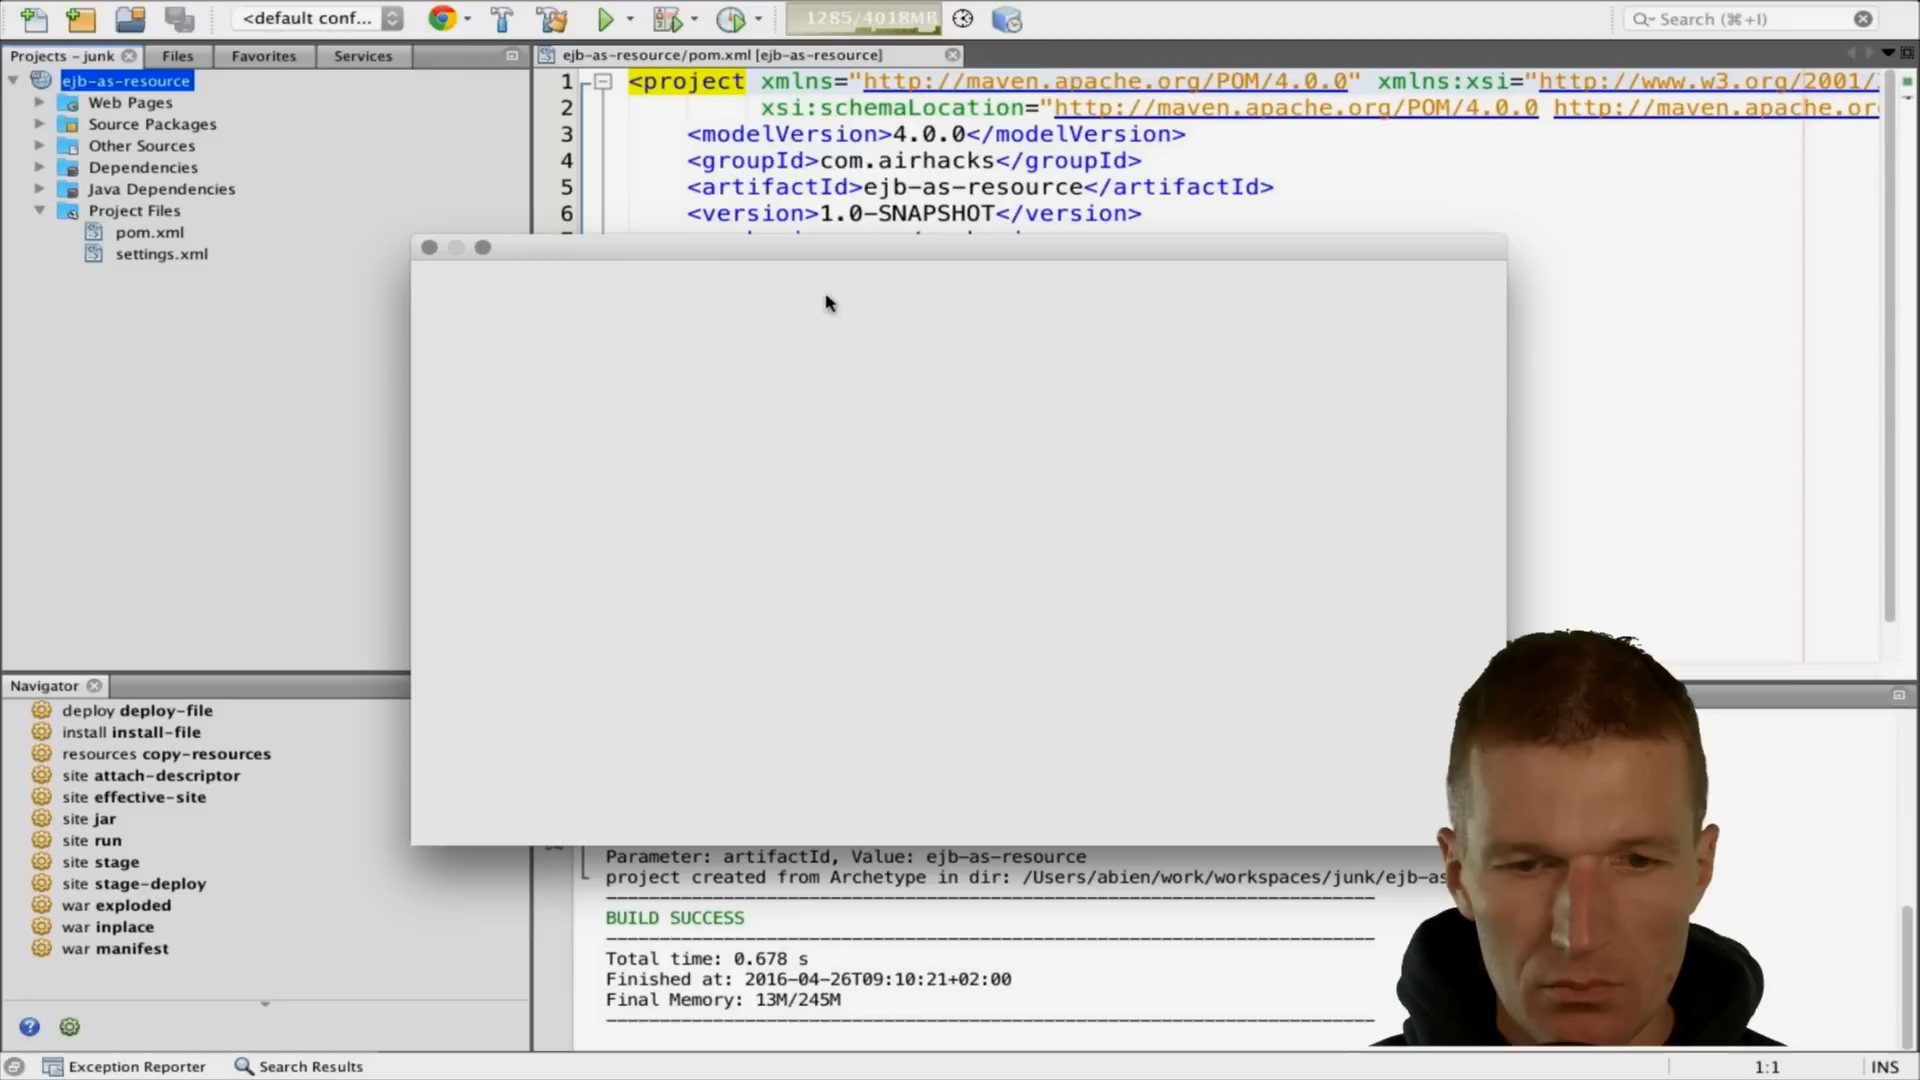 <default conf...
1285/4018MB
Search (⌘+I)
Projects – junk
Files
Favorites
Services
ejb-as-resource/pom.xml [ejb-as-resource]
ejb-as-resource
Web Pages
Source Packages
Other Sources
Dependencies
Java Dependencies
Project Files
pom.xml
settings.xml
1 <project xmlns="http://maven.apache.org/POM/4.0.0" xmlns:xsi="http://www.w3.org/2001/
2 xsi:schemaLocation="http://maven.apache.org/POM/4.0.0 http://maven.apache.or
3 <modelVersion>4.0.0</modelVersion>
4 <groupId>com.airhacks</groupId>
5 <artifactId>ejb-as-resource</artifactId>
6 <version>1.0-SNAPSHOT</version>
Navigator
deploy deploy-file
install install-file
resources copy-resources
site attach-descriptor
site effective-site
site jar
site run
site stage
site stage-deploy
war exploded
war inplace
war manifest
Parameter: artifactId, Value: ejb-as-resource
project created from Archetype in dir: /Users/abien/work/workspaces/junk/ejb-as
BUILD SUCCESS
Total time: 0.678 s
Finished at: 2016-04-26T09:10:21+02:00
Final Memory: 13M/245M
Exception Reporter
Search Results
1:1
INS